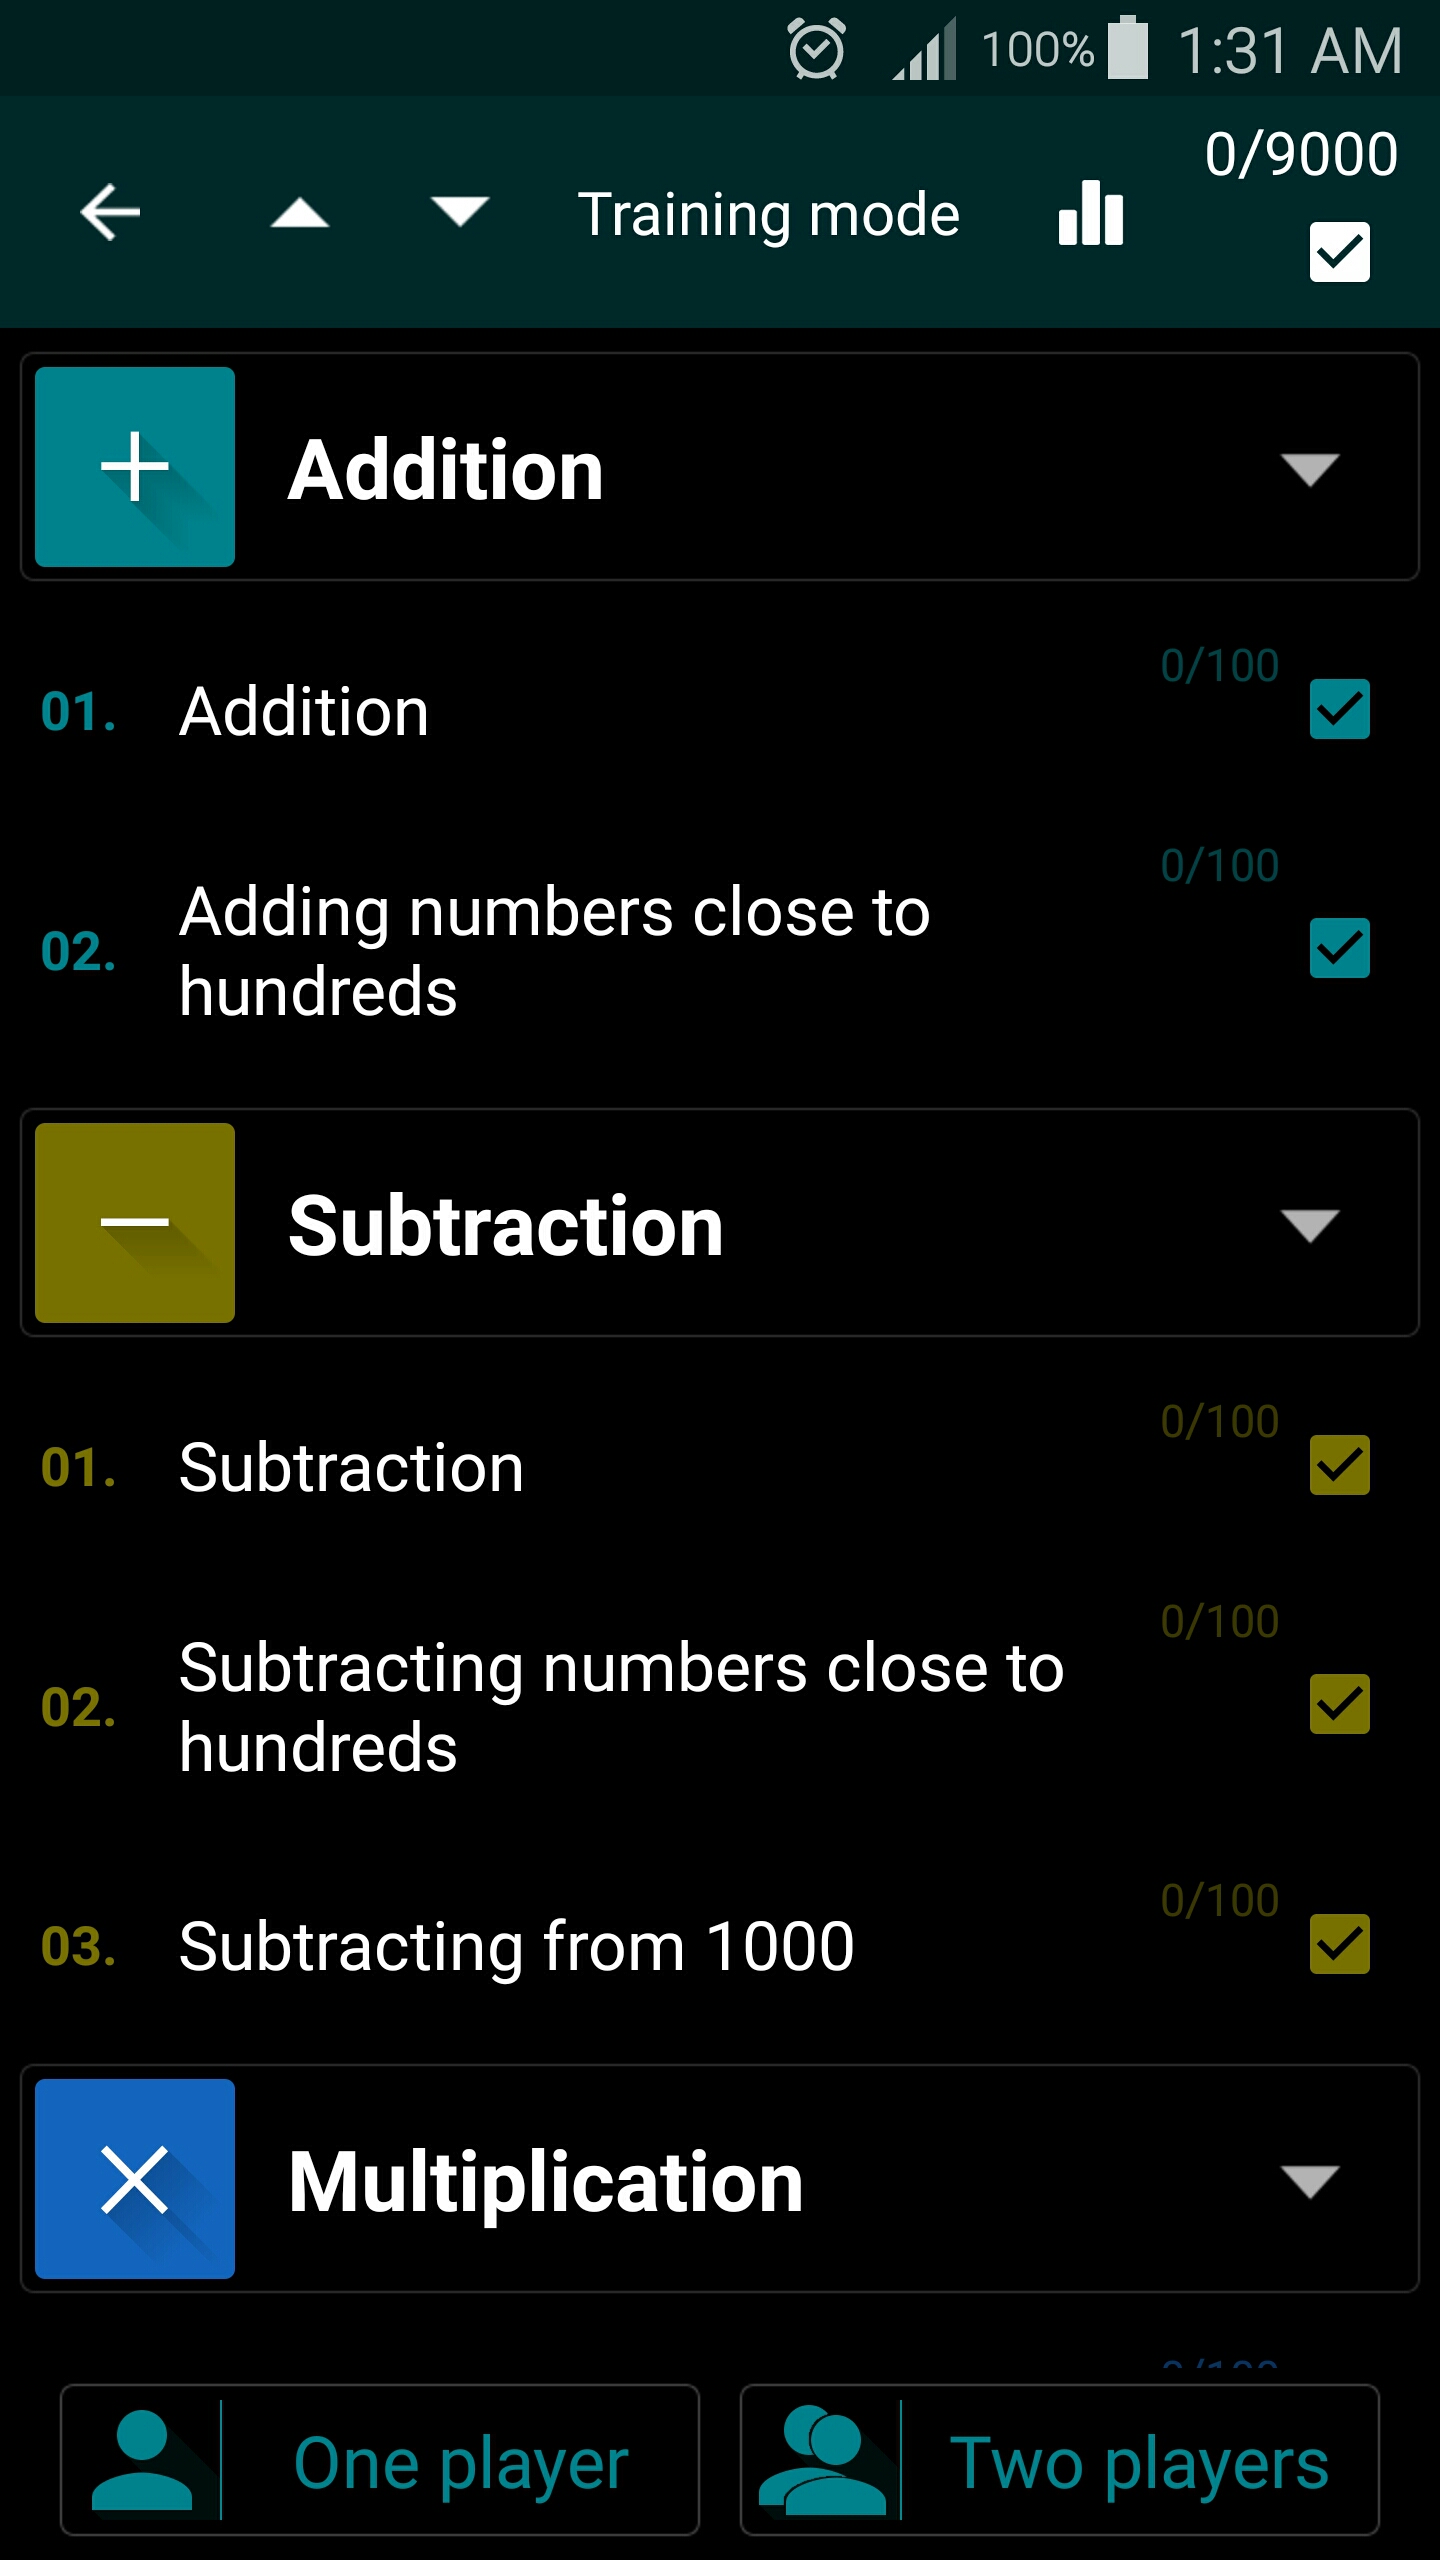 100% 1:31 AM
0/9000
Training mode
Addition
0/100
01. Addition
0/100
02. Adding numbers close to
hundreds
Subtraction
0/100
01. Subtraction
0/100
02. Subtracting numbers close to
hundreds
0/100
03. Subtracting from 1000
Multiplication
One player
Two players